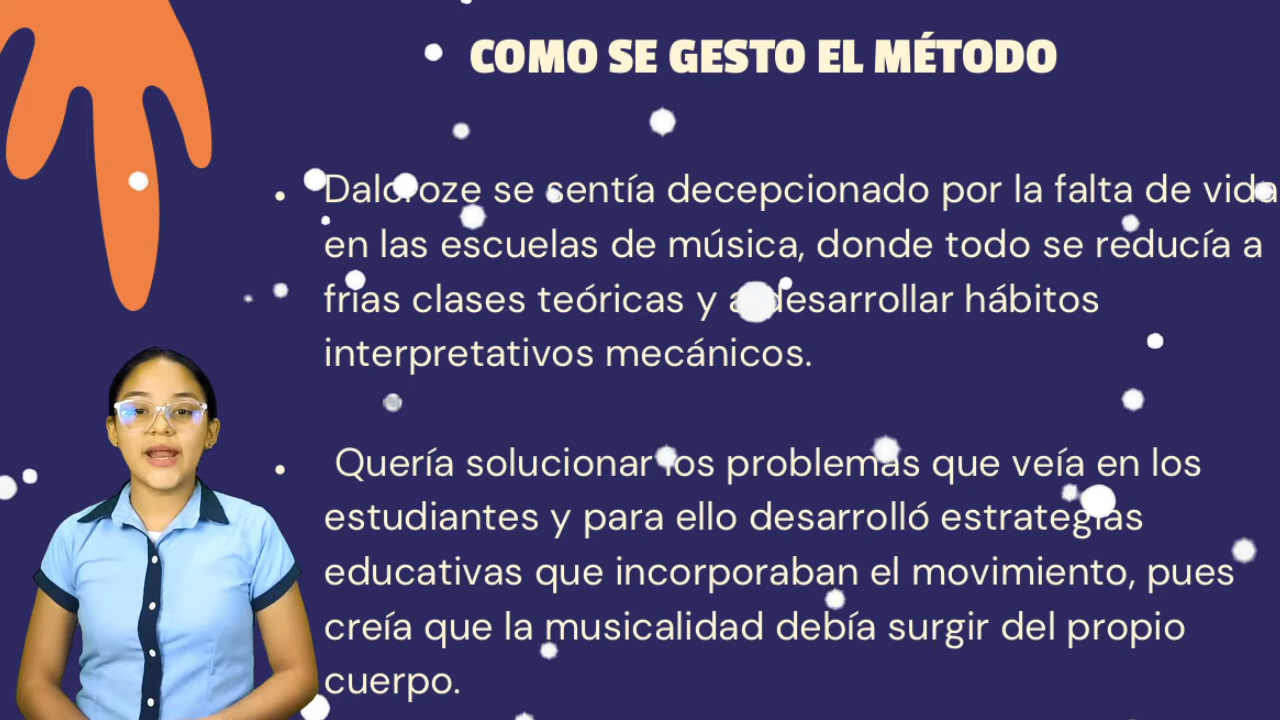 COMO SE GESTO EL MÉTODO
• Dalcroze se sentía decepcionado por la falta de vida
en las escuelas de música, donde todo se reducía a
frías clases teóricas y a desarrollar hábitos
interpretativos mecánicos.
• Quería solucionar los problemas que veía en los
estudiantes y para ello desarrolló estrategias
educativas que incorporaban el movimiento, pues
creía que la musicalidad debía surgir del propio
cuerpo.